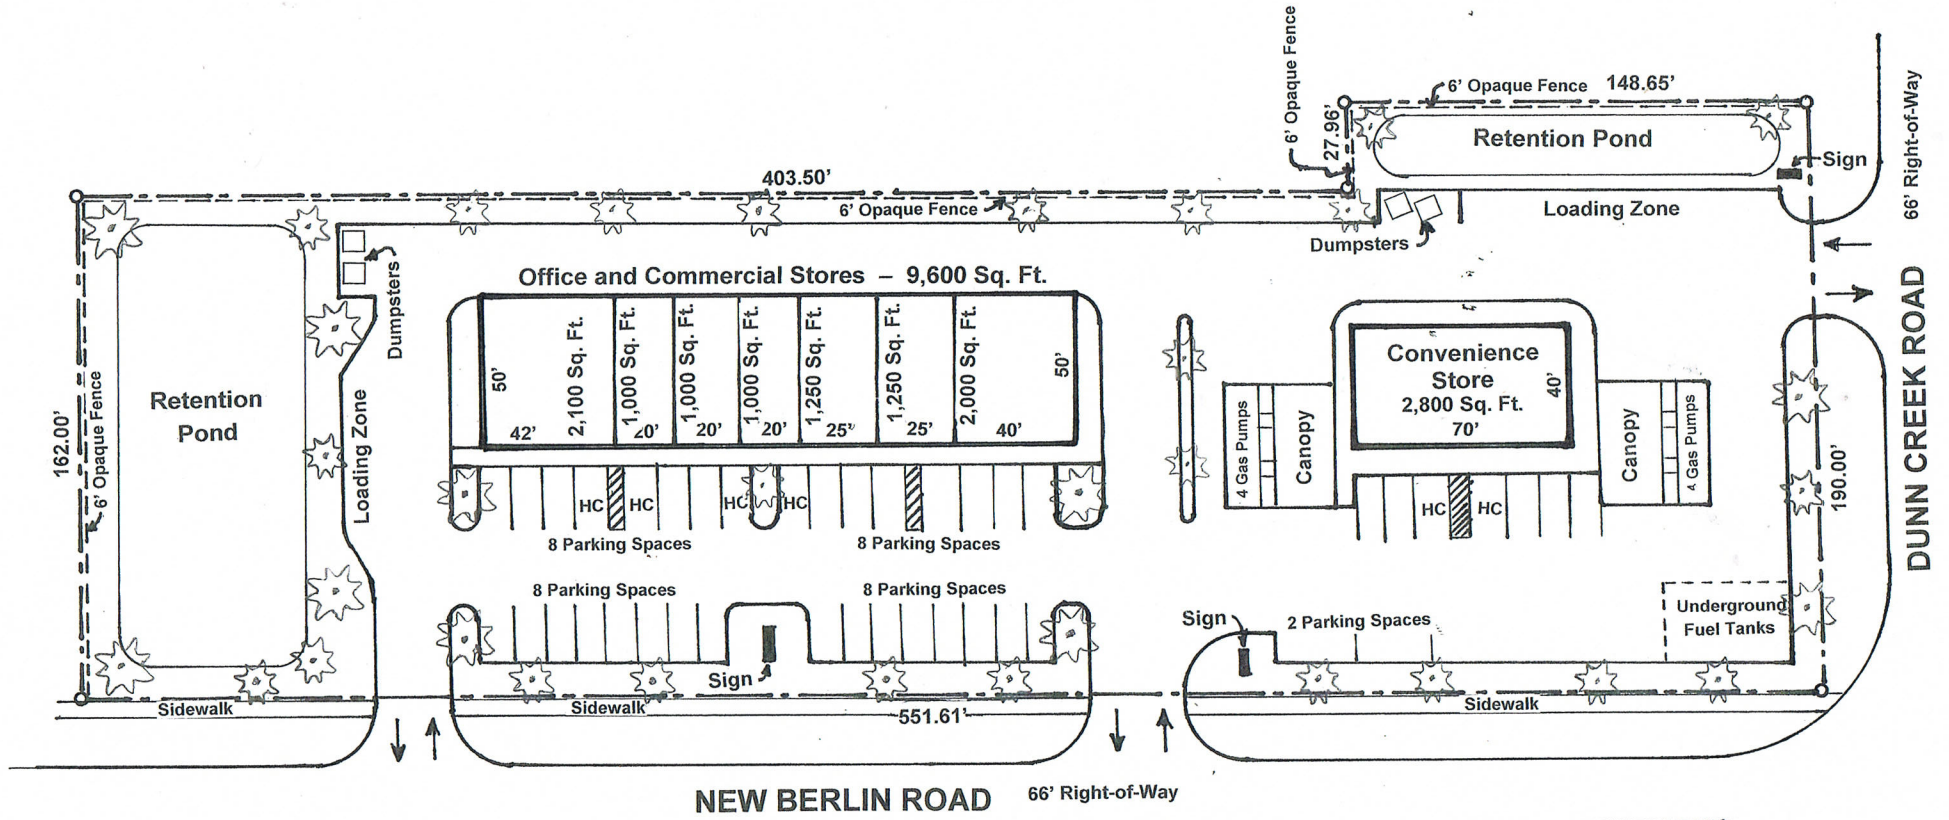 6' Opaque Fence
6' Opaque Fence 148.65'
27.96'
Retention Pond
Sign
66' Right-of-Way
403.50'
6' Opaque Fence
Loading Zone
Dumpsters
Dumpsters
Office and Commercial Stores – 9,600 Sq. Ft.
50'
2,100 Sq. Ft.
1,000 Sq. Ft.
1,000 Sq. Ft.
1,000 Sq. Ft.
1,250 Sq. Ft.
1,250 Sq. Ft.
2,000 Sq. Ft.
50'
42'
20'
20'
20'
25'
25'
40'
Convenience
Store
2,800 Sq. Ft.
70'
40'
4 Gas Pumps
Canopy
Canopy
4 Gas Pumps
DUNN CREEK ROAD
190.00'
162.00'
6' Opaque Fence
Retention
Pond
Loading Zone
HC
HC
HC
HC
HC
HC
8 Parking Spaces
8 Parking Spaces
8 Parking Spaces
8 Parking Spaces
Sign
Sign
2 Parking Spaces
Underground
Fuel Tanks
Sidewalk
Sidewalk
551.61'
Sidewalk
NEW BERLIN ROAD
66' Right-of-Way